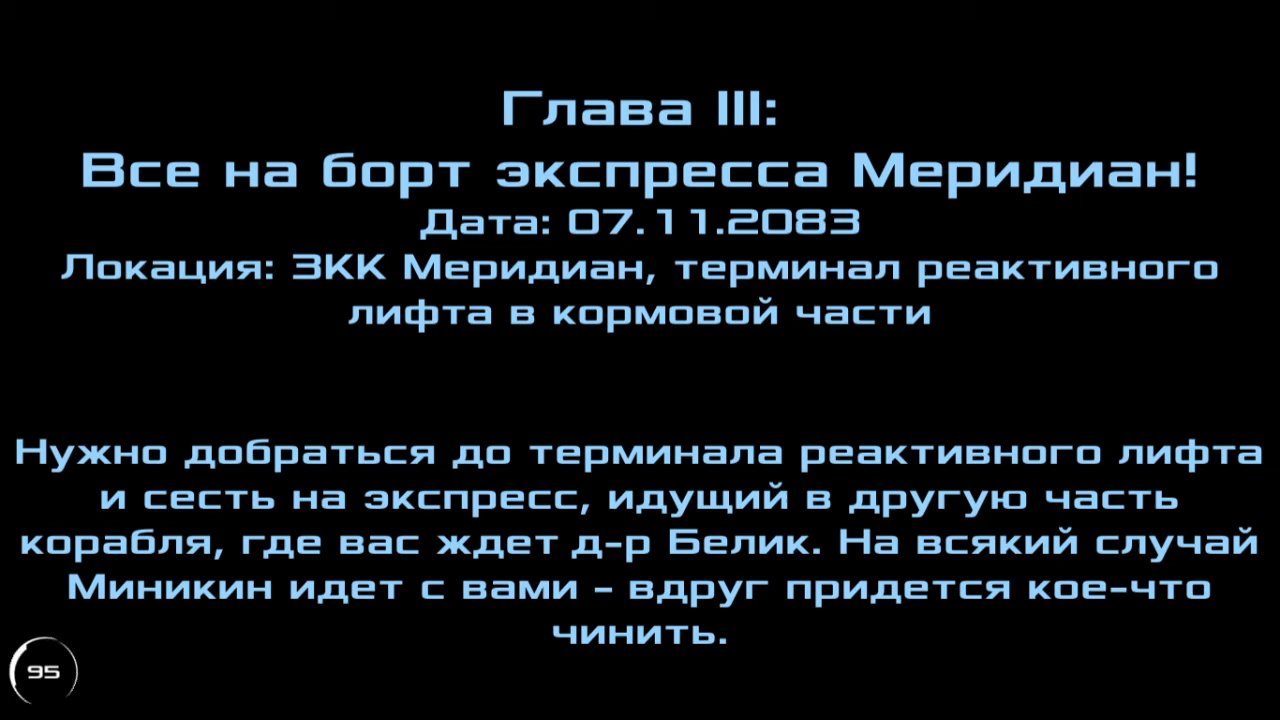 Глава III:
Все на борт экспресса Меридиан!
Дата: 07.11.2083
Локация: ЗКК Меридиан, терминал реактивного
лифта в кормовой части
Нужно добраться до терминала реактивного лифта
и сесть на экспресс, идущий в другую часть
корабля, где вас ждет д-р Белик. На всякий случай
Миникин идет с вами - вдруг придется кое-что
чинить.
95